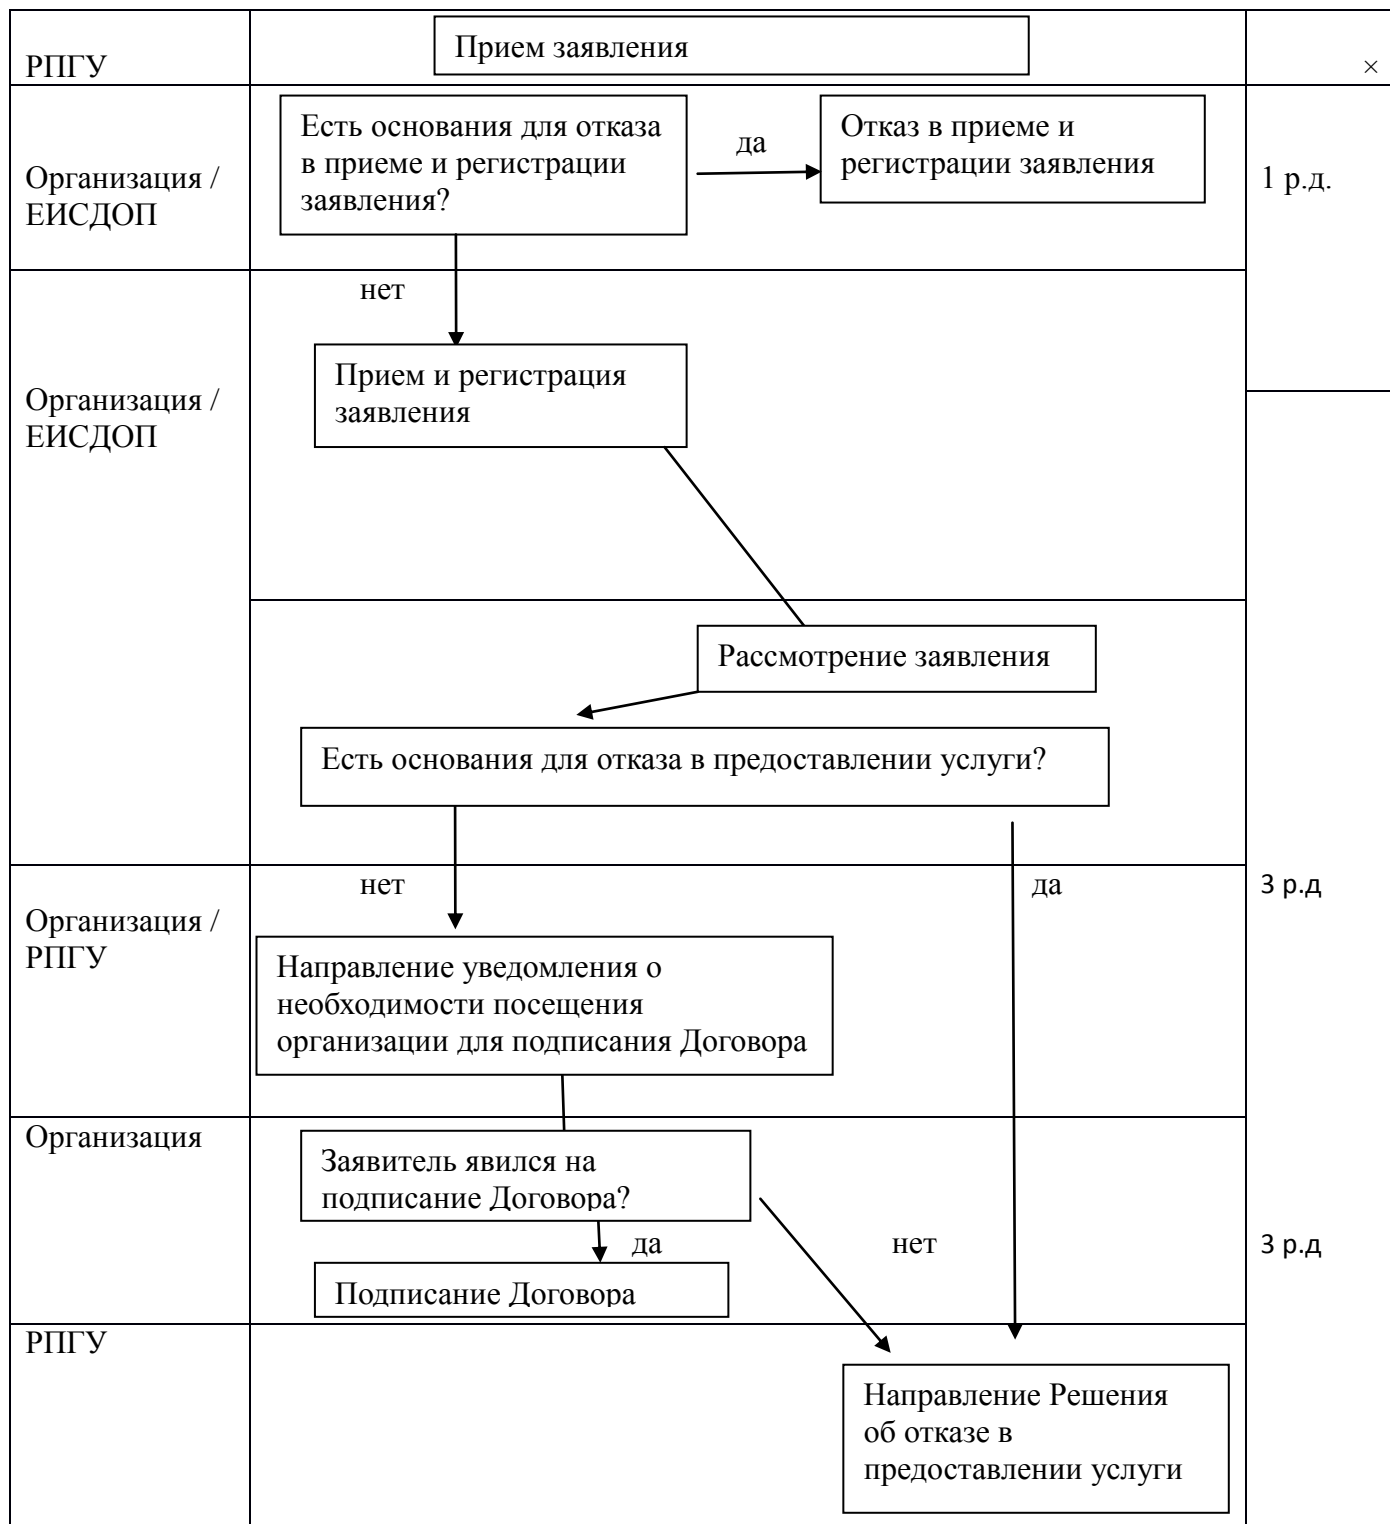 РПГУ
Прием заявления
×
Организация /
ЕИСДОП
Есть основания для отказа
в приеме и регистрации
заявления?
да
Отказ в приеме и
регистрации заявления
1 р.д.
нет
Организация /
ЕИСДОП
Прием и регистрация
заявления
Рассмотрение заявления
Есть основания для отказа в предоставлении услуги?
нет
да
3 р.д
Организация /
РПГУ
Направление уведомления о
необходимости посещения
организации для подписания Договора
Организация
Заявитель явился на
подписание Договора?
да
нет
3 р.д
Подписание Договора
РПГУ
Направление Решения
об отказе в
предоставлении услуги